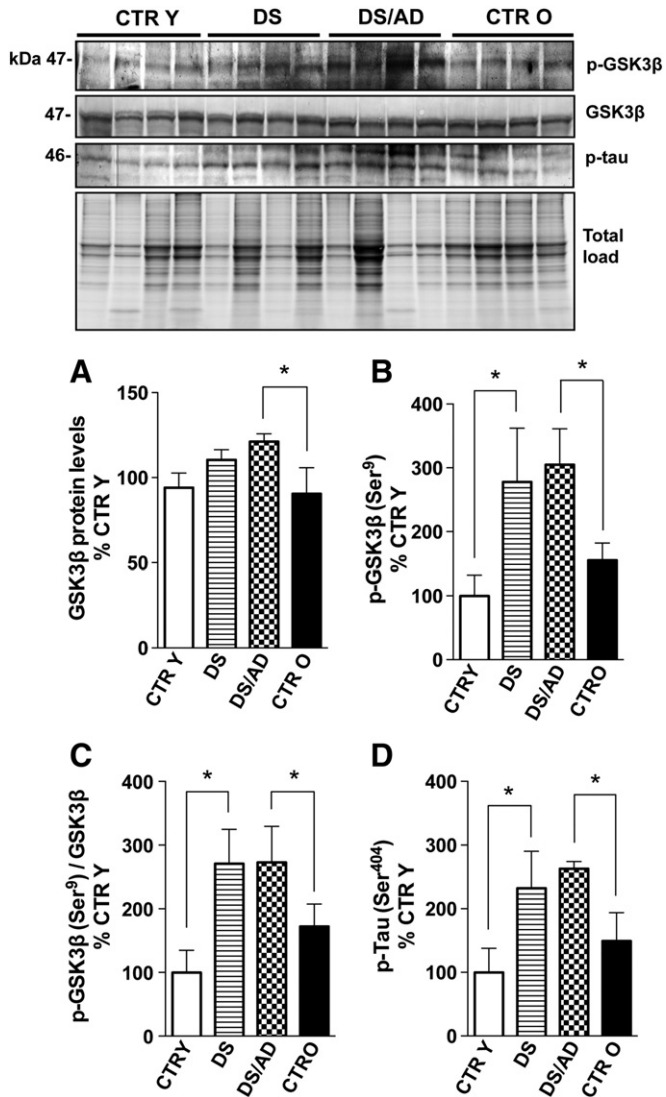 CTR Y DS DS/AD CTR O
kDa 47- p-GSK3β
47- GSK3β
46- p-tau
Total
load
A
GSK3β protein levels
% CTR Y
150
100
50
0
*
CTR Y
DS
DS/AD
CTR O
B
p-GSK3β (Ser⁹)
% CTR Y
400
300
200
100
0
*
*
CTRY
DS
DS/AD
CTRO
C
p-GSK3β (Ser⁹) / GSK3β
% CTR Y
400
300
200
100
0
*
*
CTRY
DS
DS/AD
CTRO
D
p-Tau (Ser⁴⁰⁴)
% CTR Y
400
300
200
100
0
*
*
CTR Y
DS
DS/AD
CTR O